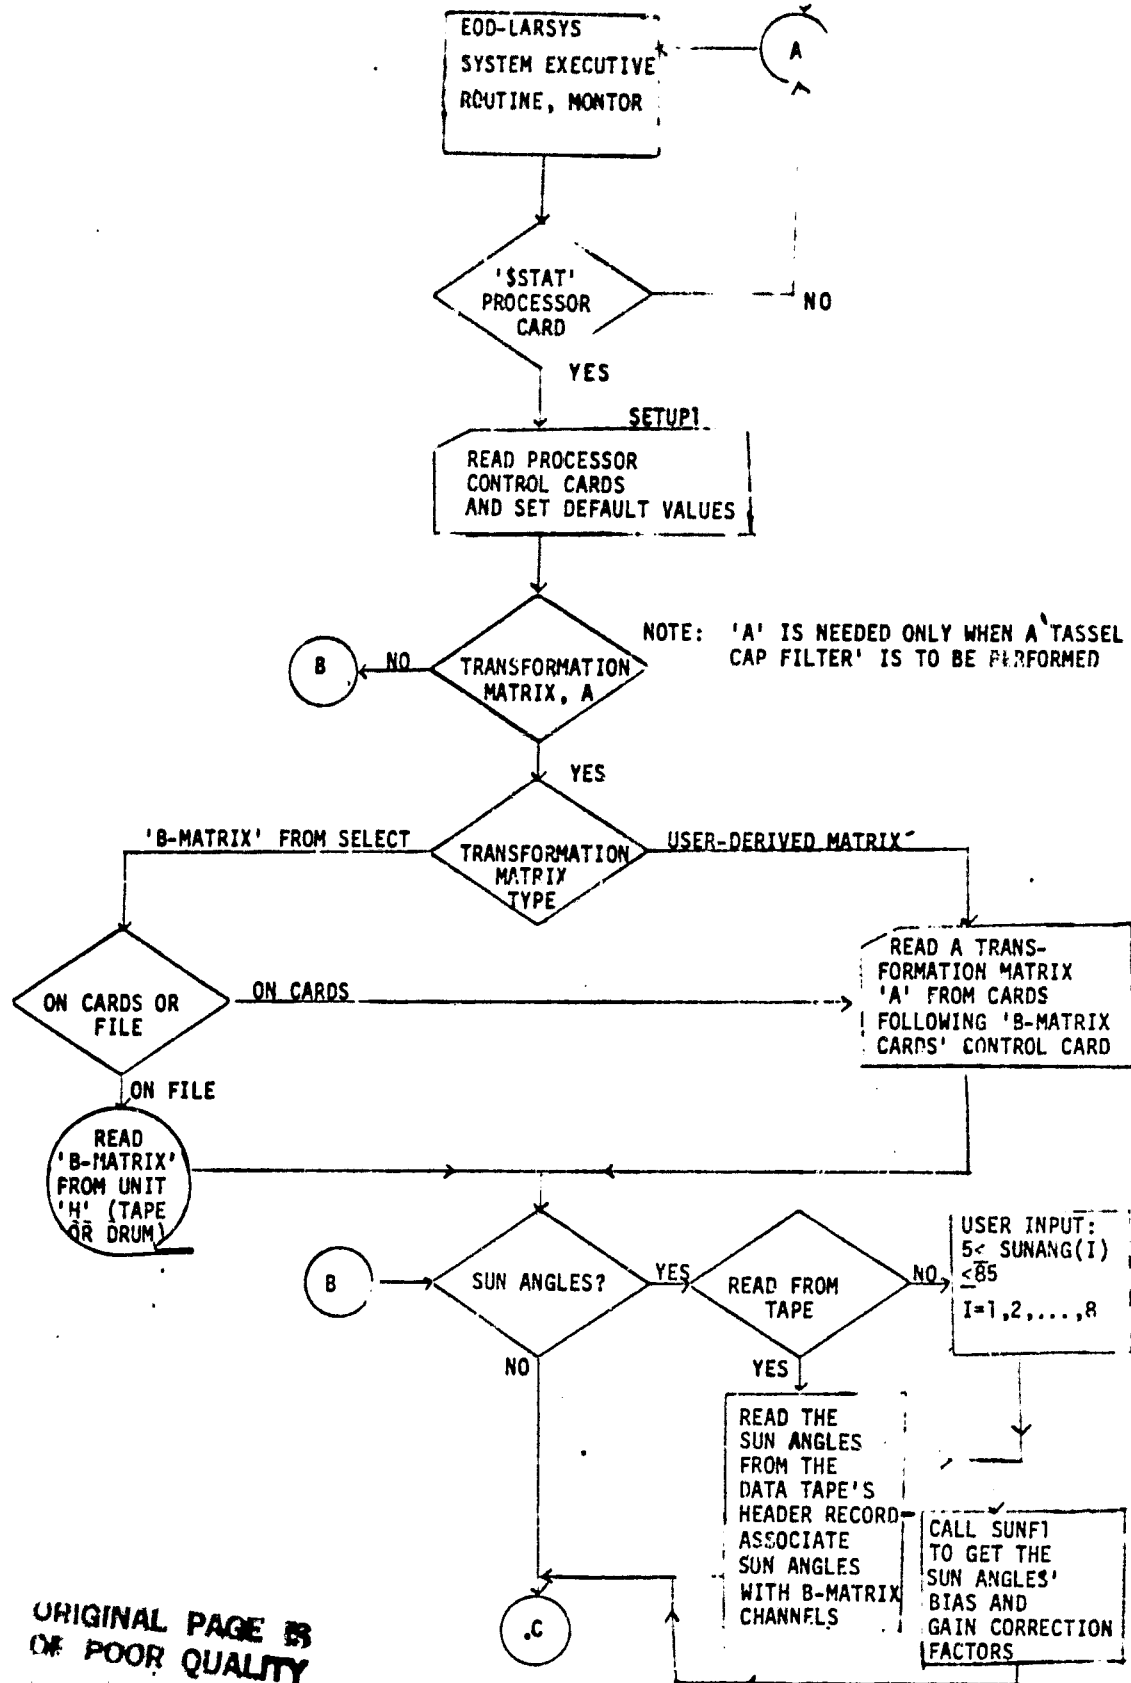 EOD-LARSYS
SYSTEM EXECUTIVE
ROUTINE, MONTOR
A
'$STAT'
PROCESSOR
CARD
NO
YES
SETUP1
READ PROCESSOR
CONTROL CARDS
AND SET DEFAULT VALUES
NOTE: 'A' IS NEEDED ONLY WHEN A 'TASSEL
CAP FILTER' IS TO BE PERFORMED
B
NO
TRANSFORMATION
MATRIX, A
YES
'B-MATRIX' FROM SELECT
TRANSFORMATION
MATRIX
TYPE
USER-DERIVED MATRIX
ON CARDS OR
FILE
ON CARDS
READ A TRANS-
FORMATION MATRIX
'A' FROM CARDS
FOLLOWING 'B-MATRIX
CARDS' CONTROL CARD
ON FILE
READ
'B-MATRIX'
FROM UNIT
'H' (TAPE
OR DRUM)
B
SUN ANGLES?
YES
READ FROM
TAPE
NO
USER INPUT:
5≤ SUNANG(I)
≤85
I=1,2,...,8
NO
YES
READ THE
SUN ANGLES
FROM THE
DATA TAPE'S
HEADER RECORD
ASSOCIATE
SUN ANGLES
WITH B-MATRIX
CHANNELS
CALL SUNF1
TO GET THE
SUN ANGLES'
BIAS AND
GAIN CORRECTION
FACTORS
.C
ORIGINAL PAGE IS
OF POOR QUALITY